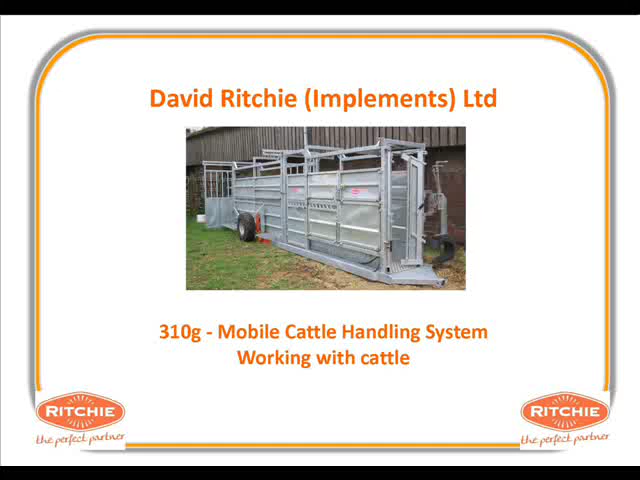 David Ritchie (Implements) Ltd
310g - Mobile Cattle Handling System
Working with cattle
RITCHIE
the perfect partner
RITCHIE
the perfect partner